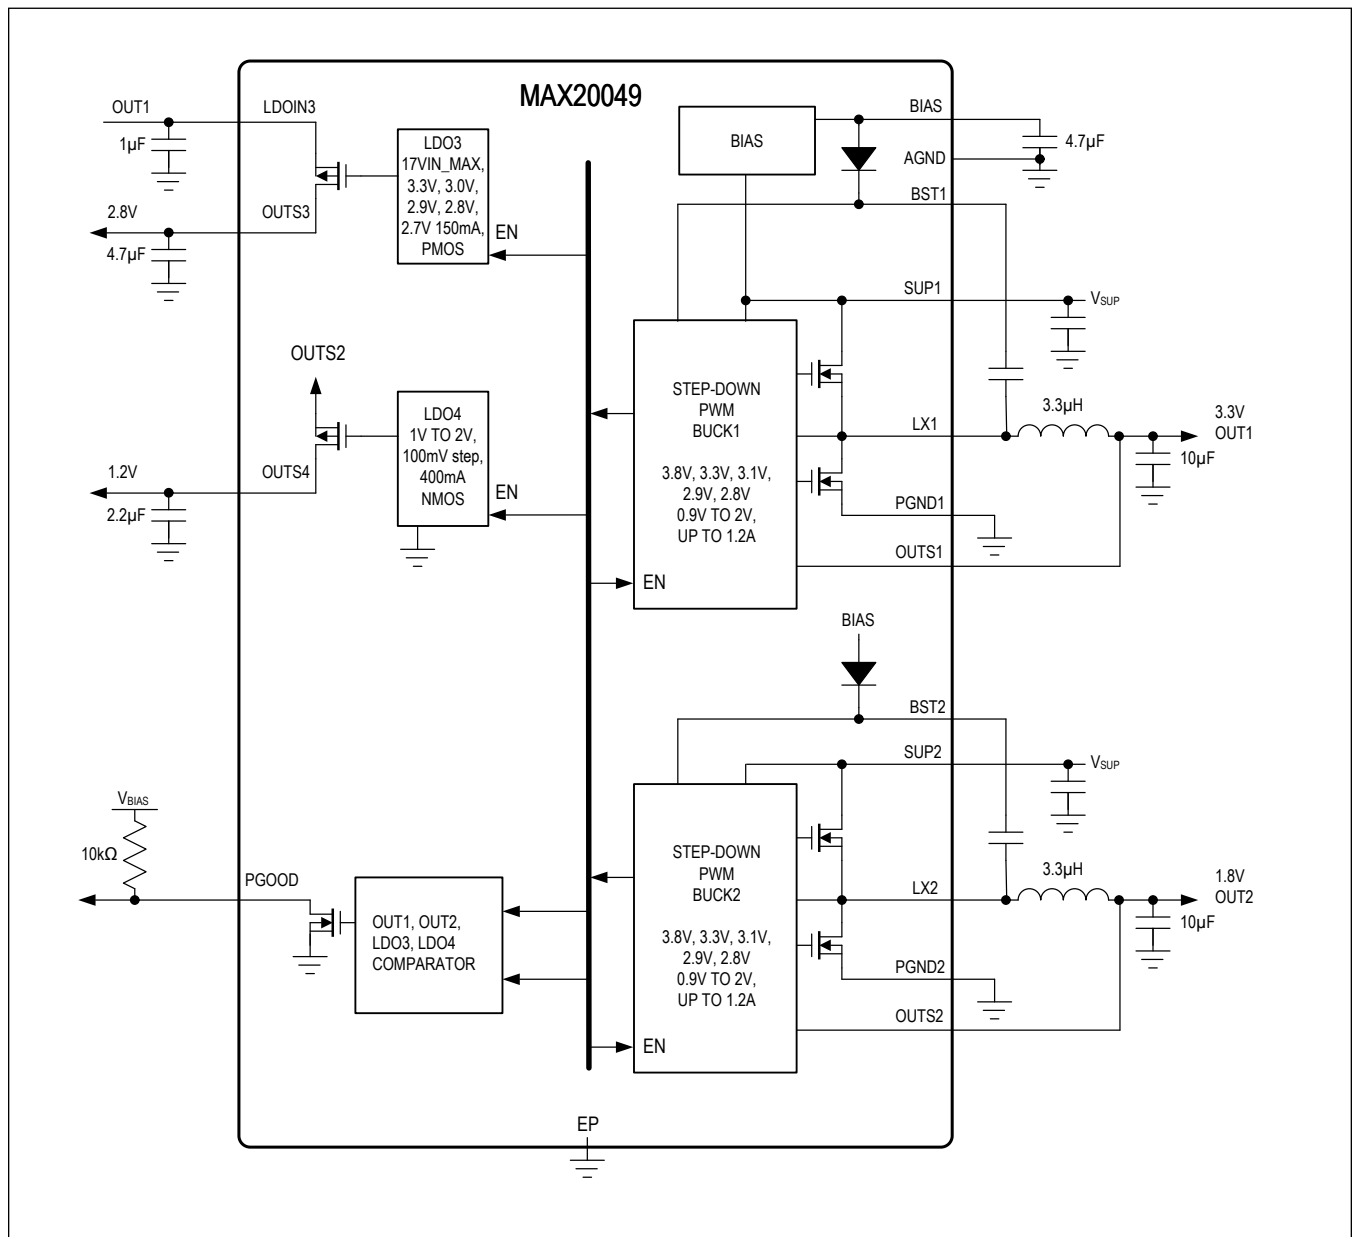 MAX20049
OUT1
LDOIN3
1µF
LDO3
17VIN_MAX,
3.3V, 3.0V,
2.9V, 2.8V,
2.7V 150mA,
PMOS
2.8V
OUTS3
4.7µF
EN
BIAS
BIAS
4.7µF
AGND
BST1
SUP1
VSUP
OUTS2
LDO4
1V TO 2V,
100mV step,
400mA
NMOS
1.2V
OUTS4
2.2µF
EN
STEP-DOWN
PWM
BUCK1
3.8V, 3.3V, 3.1V,
2.9V, 2.8V
0.9V TO 2V,
UP TO 1.2A
EN
LX1
3.3µH
3.3V
OUT1
10µF
PGND1
OUTS1
BIAS
BST2
SUP2
VSUP
VBIAS
10kΩ
PGOOD
OUT1, OUT2,
LDO3, LDO4
COMPARATOR
STEP-DOWN
PWM
BUCK2
3.8V, 3.3V, 3.1V,
2.9V, 2.8V
0.9V TO 2V,
UP TO 1.2A
EN
LX2
3.3µH
1.8V
OUT2
10µF
PGND2
OUTS2
EP